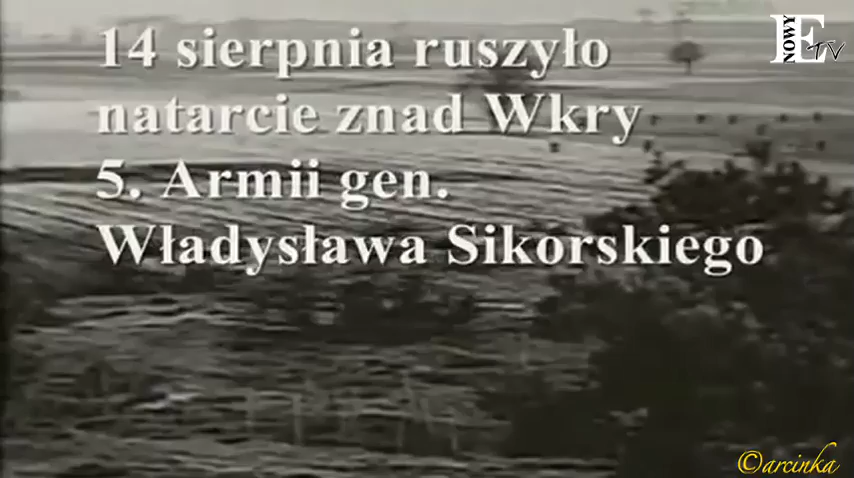 14 sierpnia ruszyło
natarcie znad Wkry
5. Armii gen.
Władysława Sikorskiego
NOWY E TV
©arcinka